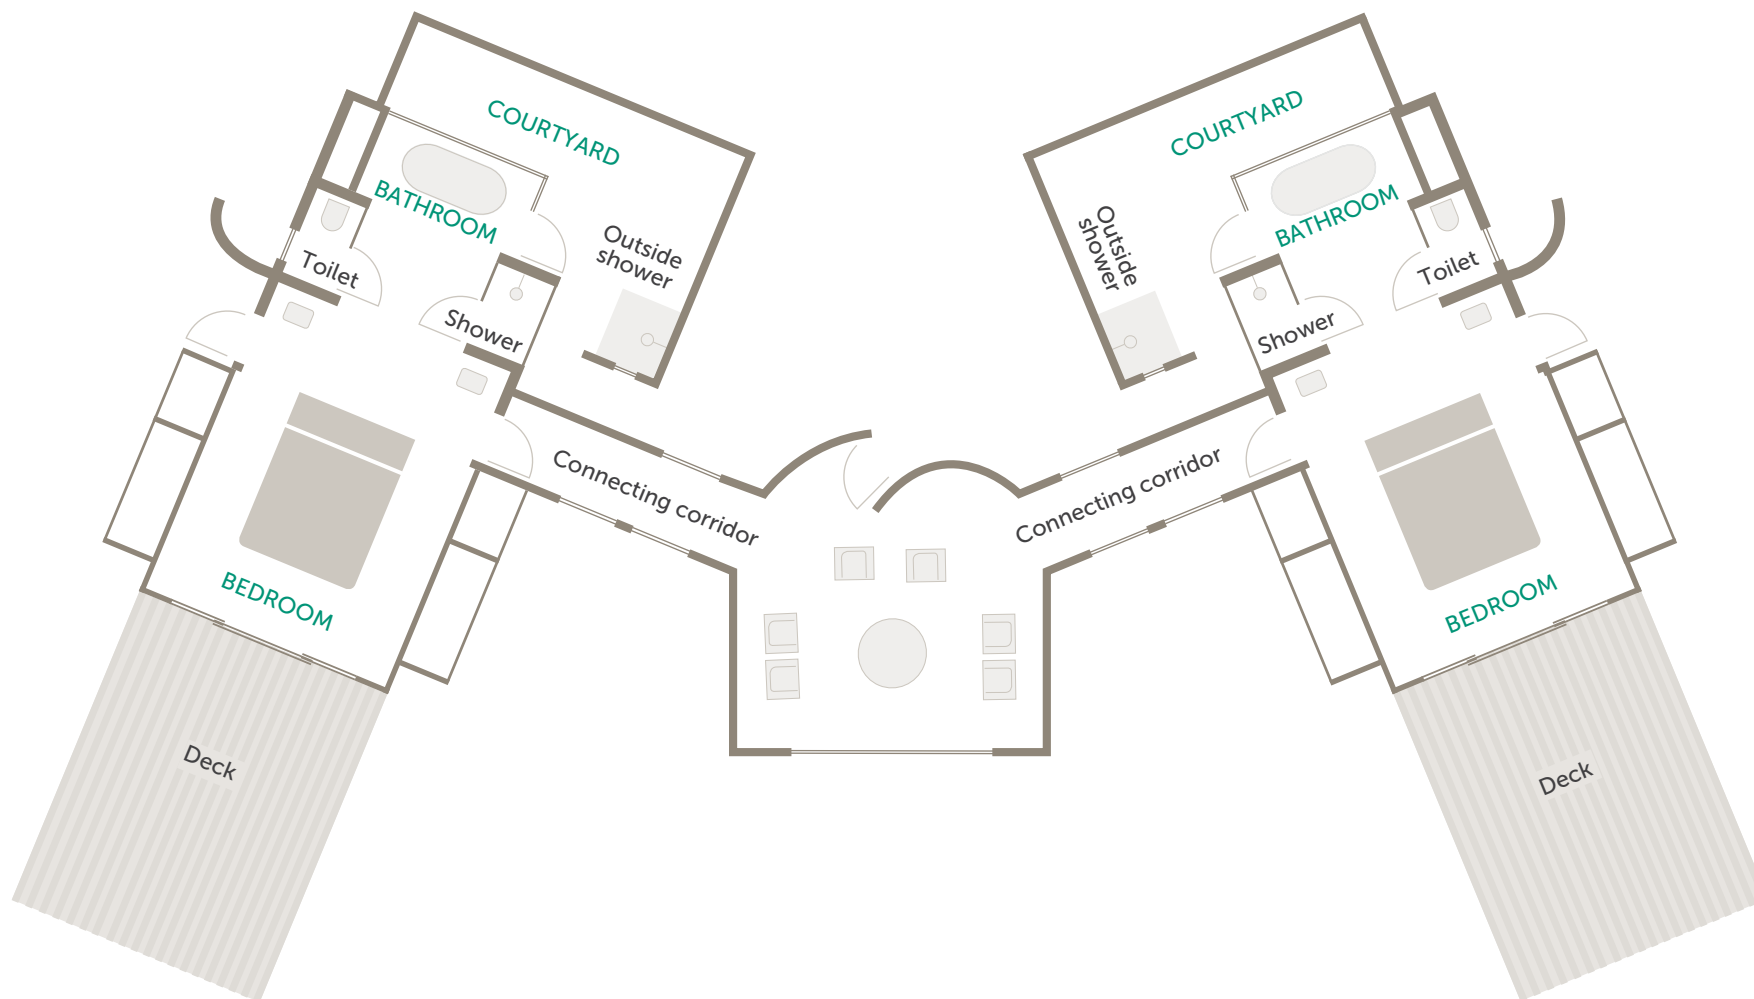 COURTYARD
BATHROOM
Outside
shower
Toilet
Shower
Connecting corridor
BEDROOM
Deck
COURTYARD
BATHROOM
Outside
shower
Toilet
Shower
Connecting corridor
BEDROOM
Deck